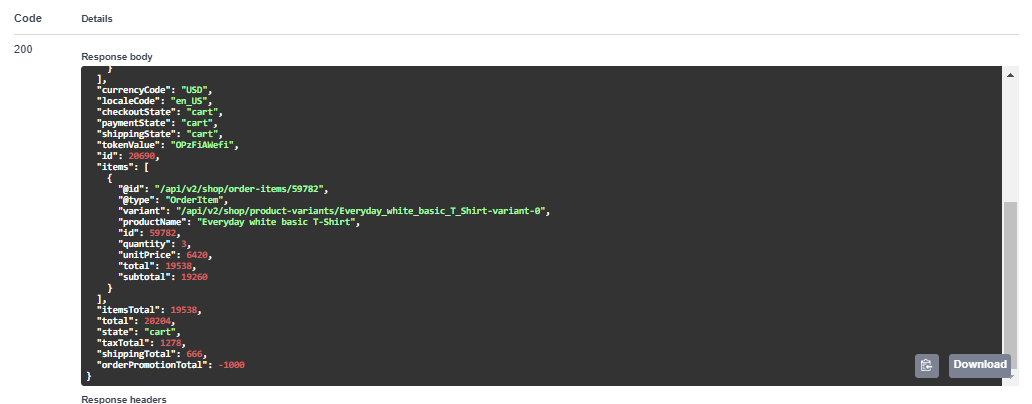 Code Details
200
Response body
}
],
"currencyCode": "USD",
"localeCode": "en_US",
"checkoutState": "cart",
"paymentState": "cart",
"shippingState": "cart",
"tokenValue": "OPzFiAWefi",
"id": 20690,
"items": [
{
"@id": "/api/v2/shop/order-items/59782",
"@type": "OrderItem",
"variant": "/api/v2/shop/product-variants/Everyday_white_basic_T_Shirt-variant-0",
"productName": "Everyday white basic T-Shirt",
"id": 59782,
"quantity": 3,
"unitPrice": 6420,
"total": 19538,
"subtotal": 19260
}
],
"itemsTotal": 19538,
"total": 20204,
"state": "cart",
"taxTotal": 1278,
"shippingTotal": 666,
"orderPromotionTotal": -1000
}
Download
Response headers